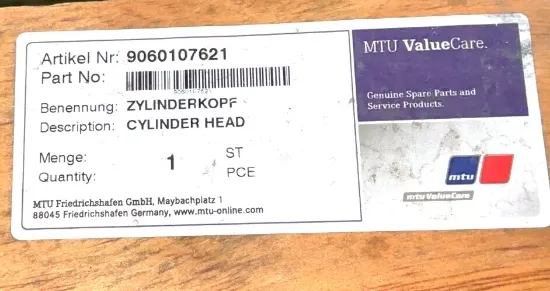 Artikel Nr: 9060107621
Part No:
9060107621
Benennung: ZYLINDERKOPF
Description: CYLINDER HEAD
Menge: 1 ST
Quantity: PCE
MTU Friedrichshafen GmbH, Maybachplatz 1
88045 Friedrichshafen Germany, www.mtu-online.com
MTU ValueCare.
Genuine Spare Parts and
Service Products.
mtu
mtu ValueCare